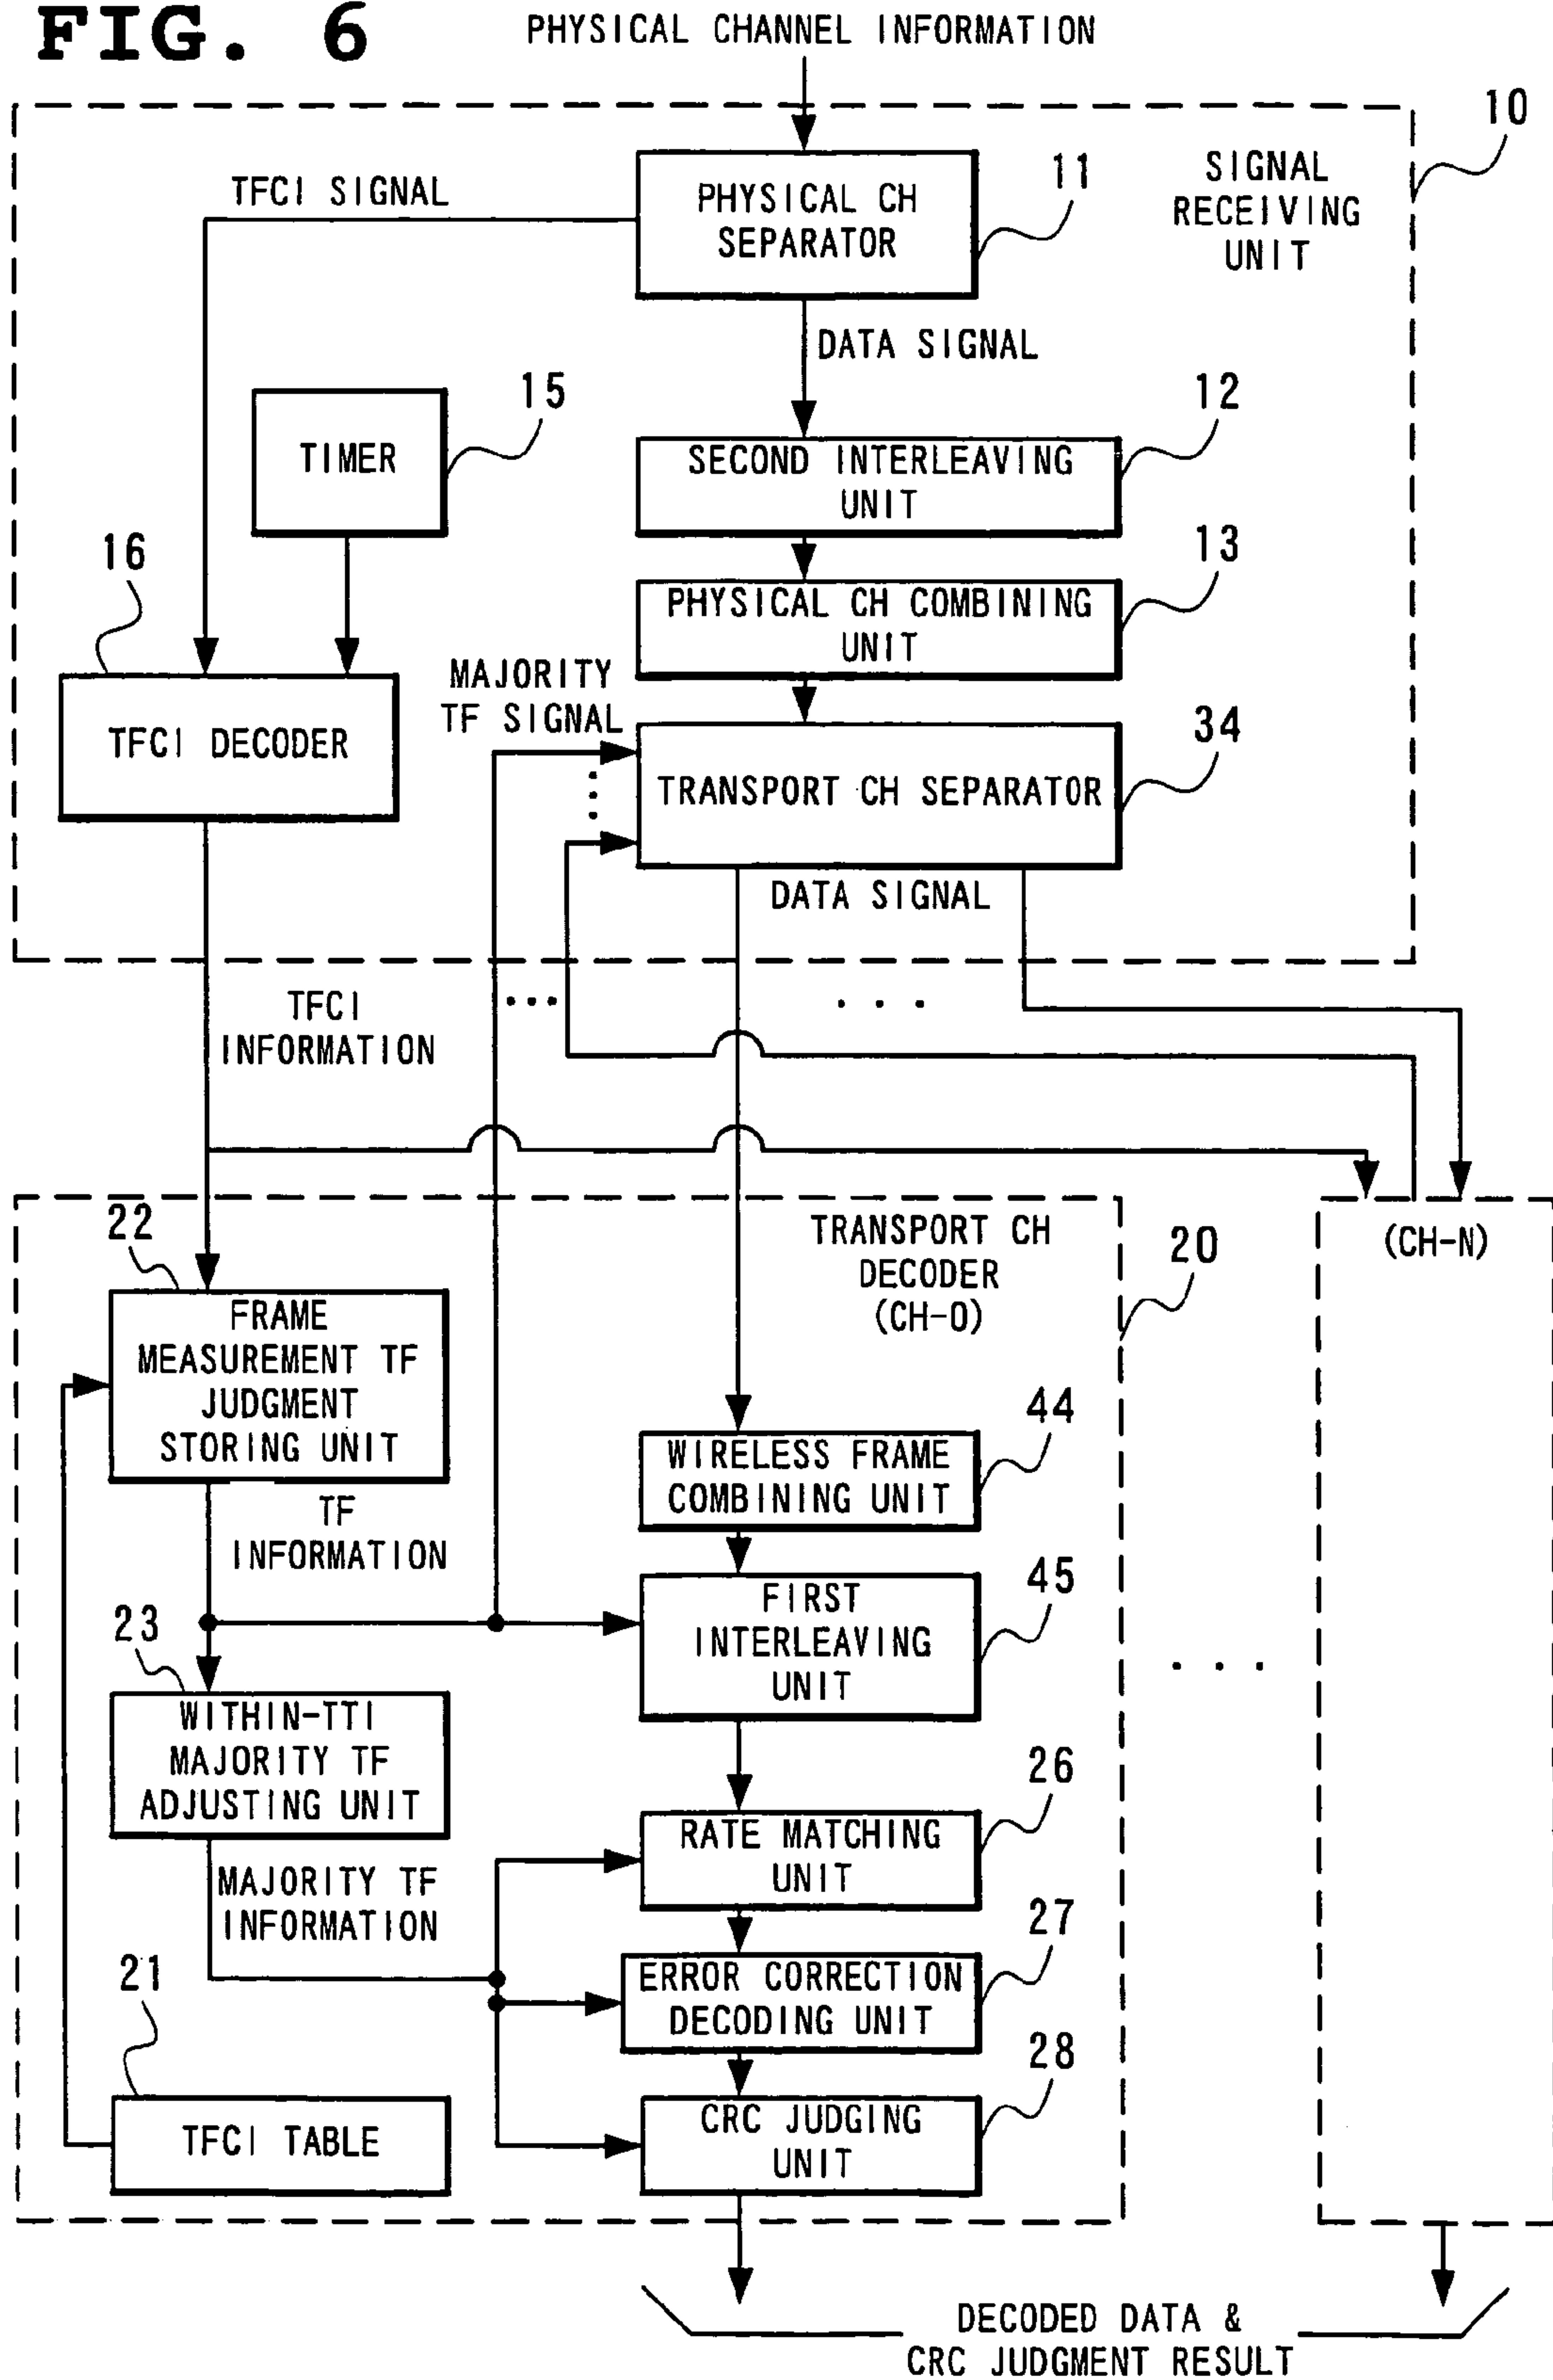 FIG. 6
PHYSICAL CHANNEL INFORMATION
10
SIGNAL
RECEIVING
UNIT
11
PHYSICAL CH
SEPARATOR
TFCI SIGNAL
DATA SIGNAL
15
TIMER
12
SECOND INTERLEAVING
UNIT
16
13
PHYSICAL CH COMBINING
UNIT
MAJORITY
TF SIGNAL
34
TFCI DECODER
TRANSPORT CH SEPARATOR
DATA SIGNAL
TFCI
INFORMATION
22
TRANSPORT CH
DECODER
(CH-0)
20
(CH-N)
FRAME
MEASUREMENT TF
JUDGMENT
STORING UNIT
44
WIRELESS FRAME
COMBINING UNIT
TF
INFORMATION
45
FIRST
INTERLEAVING
UNIT
23
WITHIN-TTI
MAJORITY TF
ADJUSTING UNIT
26
RATE MATCHING
UNIT
MAJORITY TF
INFORMATION
27
ERROR CORRECTION
DECODING UNIT
21
28
TFCI TABLE
CRC JUDGING
UNIT
DECODED DATA &
CRC JUDGMENT RESULT